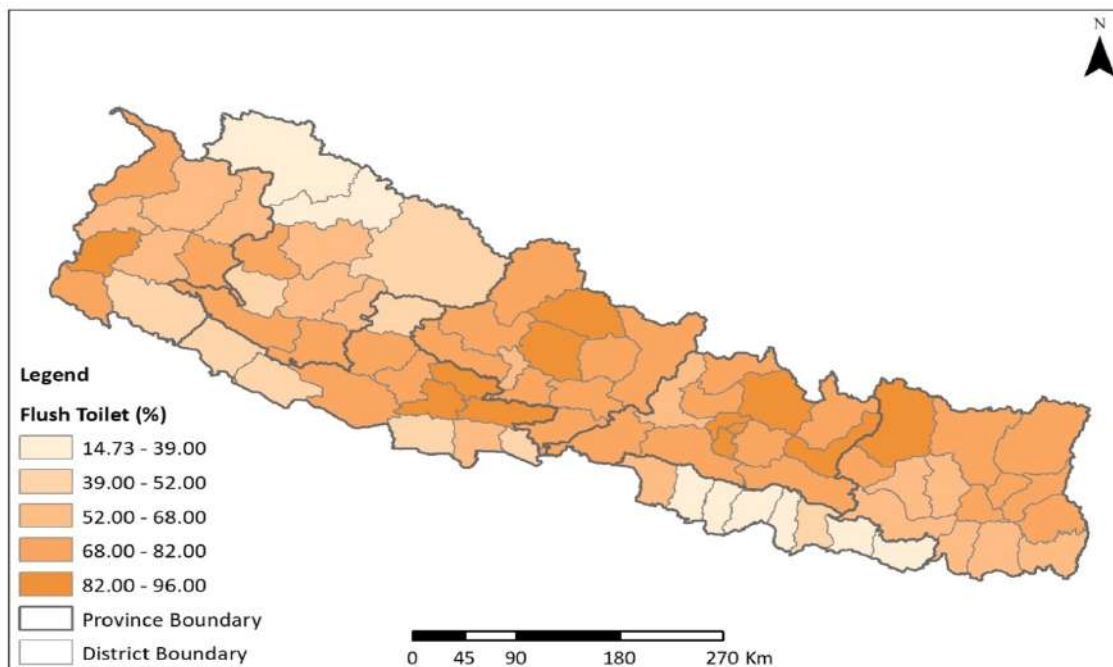 N
Legend
Flush Toilet (%)
14.73 - 39.00
39.00 - 52.00
52.00 - 68.00
68.00 - 82.00
82.00 - 96.00
Province Boundary
District Boundary
0 45 90 180 270 Km